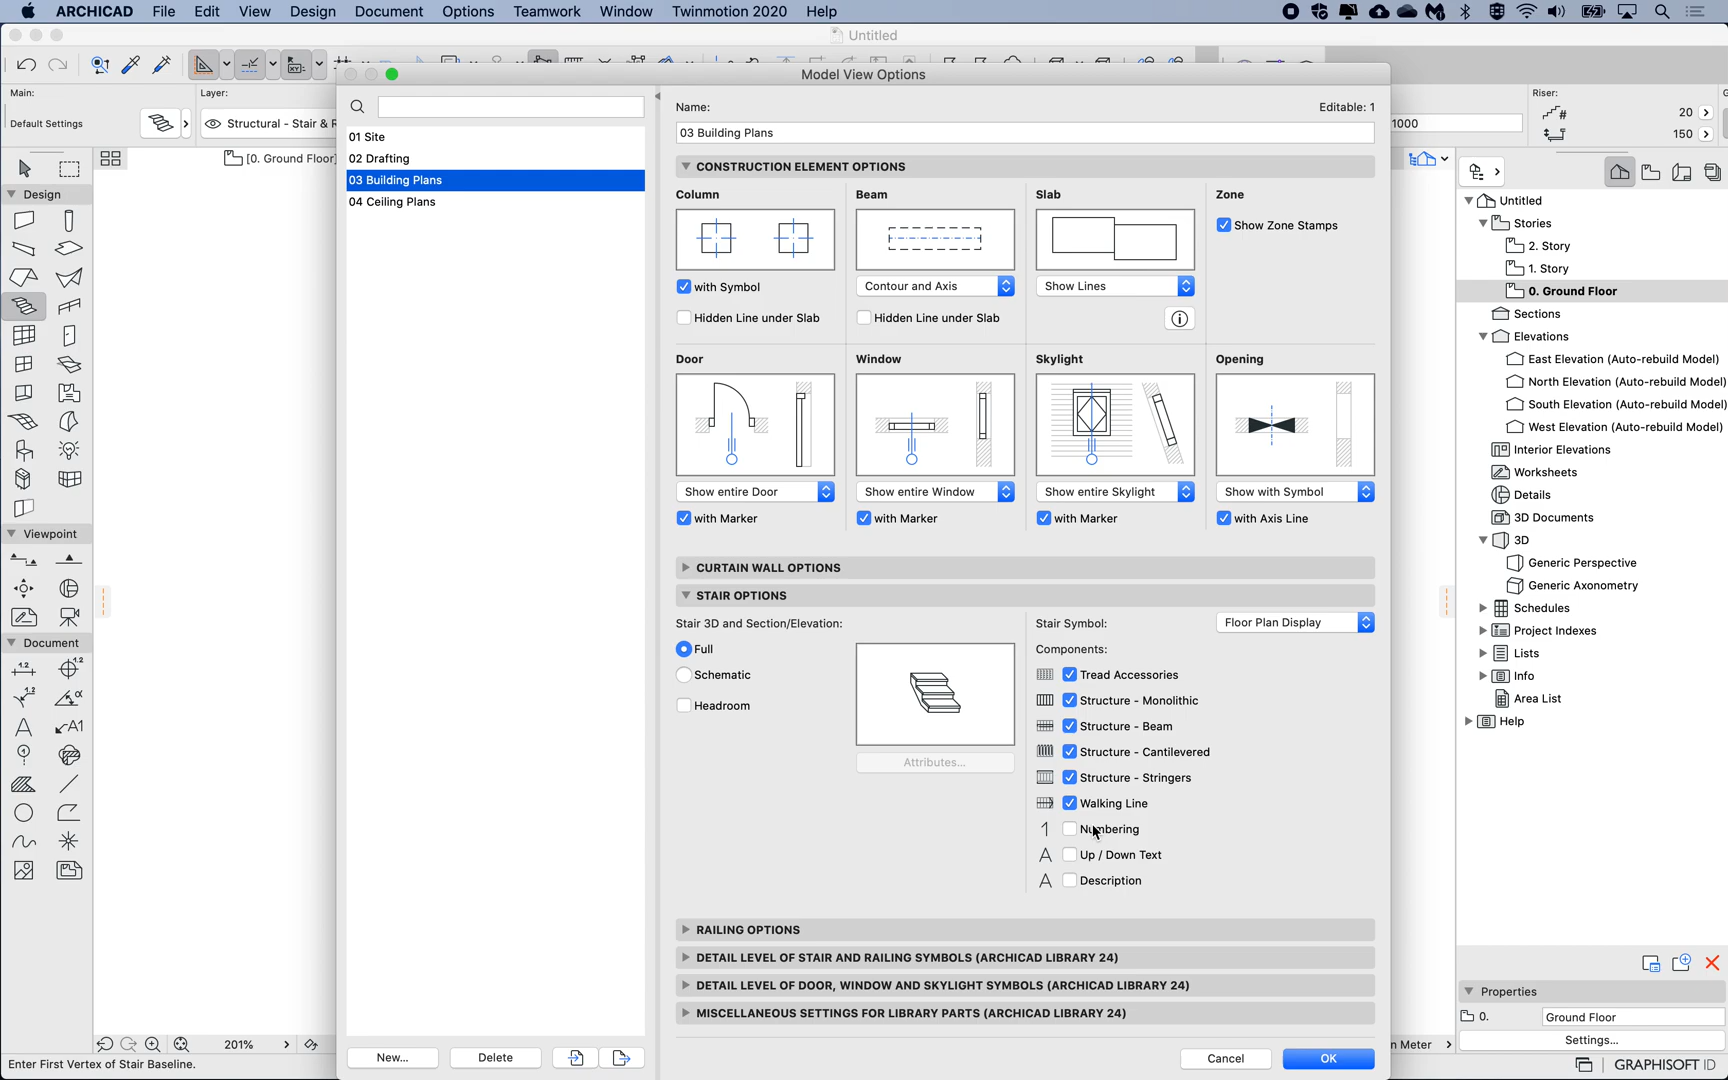 ARCHICAD File Edit View Design Document Options Teamwork Window Twinmotion 2020 Help
Untitled
Model View Options
Main:
Layer:
Default Settings
Structural - Stair & R
[0. Ground Floor]
Design
Viewpoint
Document
1.2
1.2
A
A1
201%
Enter First Vertex of Stair Baseline.
01 Site
02 Drafting
03 Building Plans
04 Ceiling Plans
New...
Delete
Name:
Editable: 1
03 Building Plans
CONSTRUCTION ELEMENT OPTIONS
Column
Beam
Slab
Zone
Show Zone Stamps
with Symbol
Contour and Axis
Show Lines
Hidden Line under Slab
Hidden Line under Slab
Door
Window
Skylight
Opening
Show entire Door
Show entire Window
Show entire Skylight
Show with Symbol
with Marker
with Marker
with Marker
with Axis Line
CURTAIN WALL OPTIONS
STAIR OPTIONS
Stair 3D and Section/Elevation:
Stair Symbol:
Floor Plan Display
Full
Schematic
Headroom
Attributes...
Components:
Tread Accessories
Structure - Monolithic
Structure - Beam
Structure - Cantilevered
Structure - Stringers
Walking Line
1 Numbering
A Up / Down Text
A Description
RAILING OPTIONS
DETAIL LEVEL OF STAIR AND RAILING SYMBOLS (ARCHICAD LIBRARY 24)
DETAIL LEVEL OF DOOR, WINDOW AND SKYLIGHT SYMBOLS (ARCHICAD LIBRARY 24)
MISCELLANEOUS SETTINGS FOR LIBRARY PARTS (ARCHICAD LIBRARY 24)
Cancel
OK
Riser:
1000
20
150
Untitled
Stories
2. Story
1. Story
0. Ground Floor
Sections
Elevations
East Elevation (Auto-rebuild Model)
North Elevation (Auto-rebuild Model)
South Elevation (Auto-rebuild Model)
West Elevation (Auto-rebuild Model)
Interior Elevations
Worksheets
Details
3D Documents
3D
Generic Perspective
Generic Axonometry
Schedules
Project Indexes
Lists
Info
Area List
Help
Properties
0.
Ground Floor
Settings...
n Meter
GRAPHISOFT ID